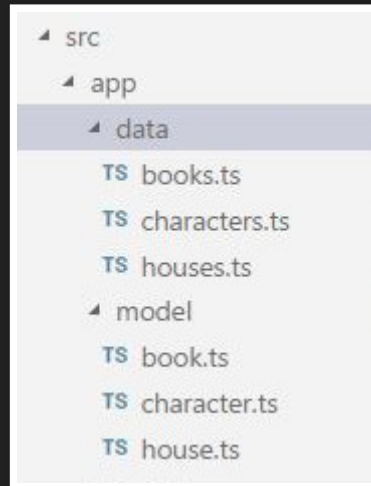 src
app
data
TS books.ts
TS characters.ts
TS houses.ts
model
TS book.ts
TS character.ts
TS house.ts